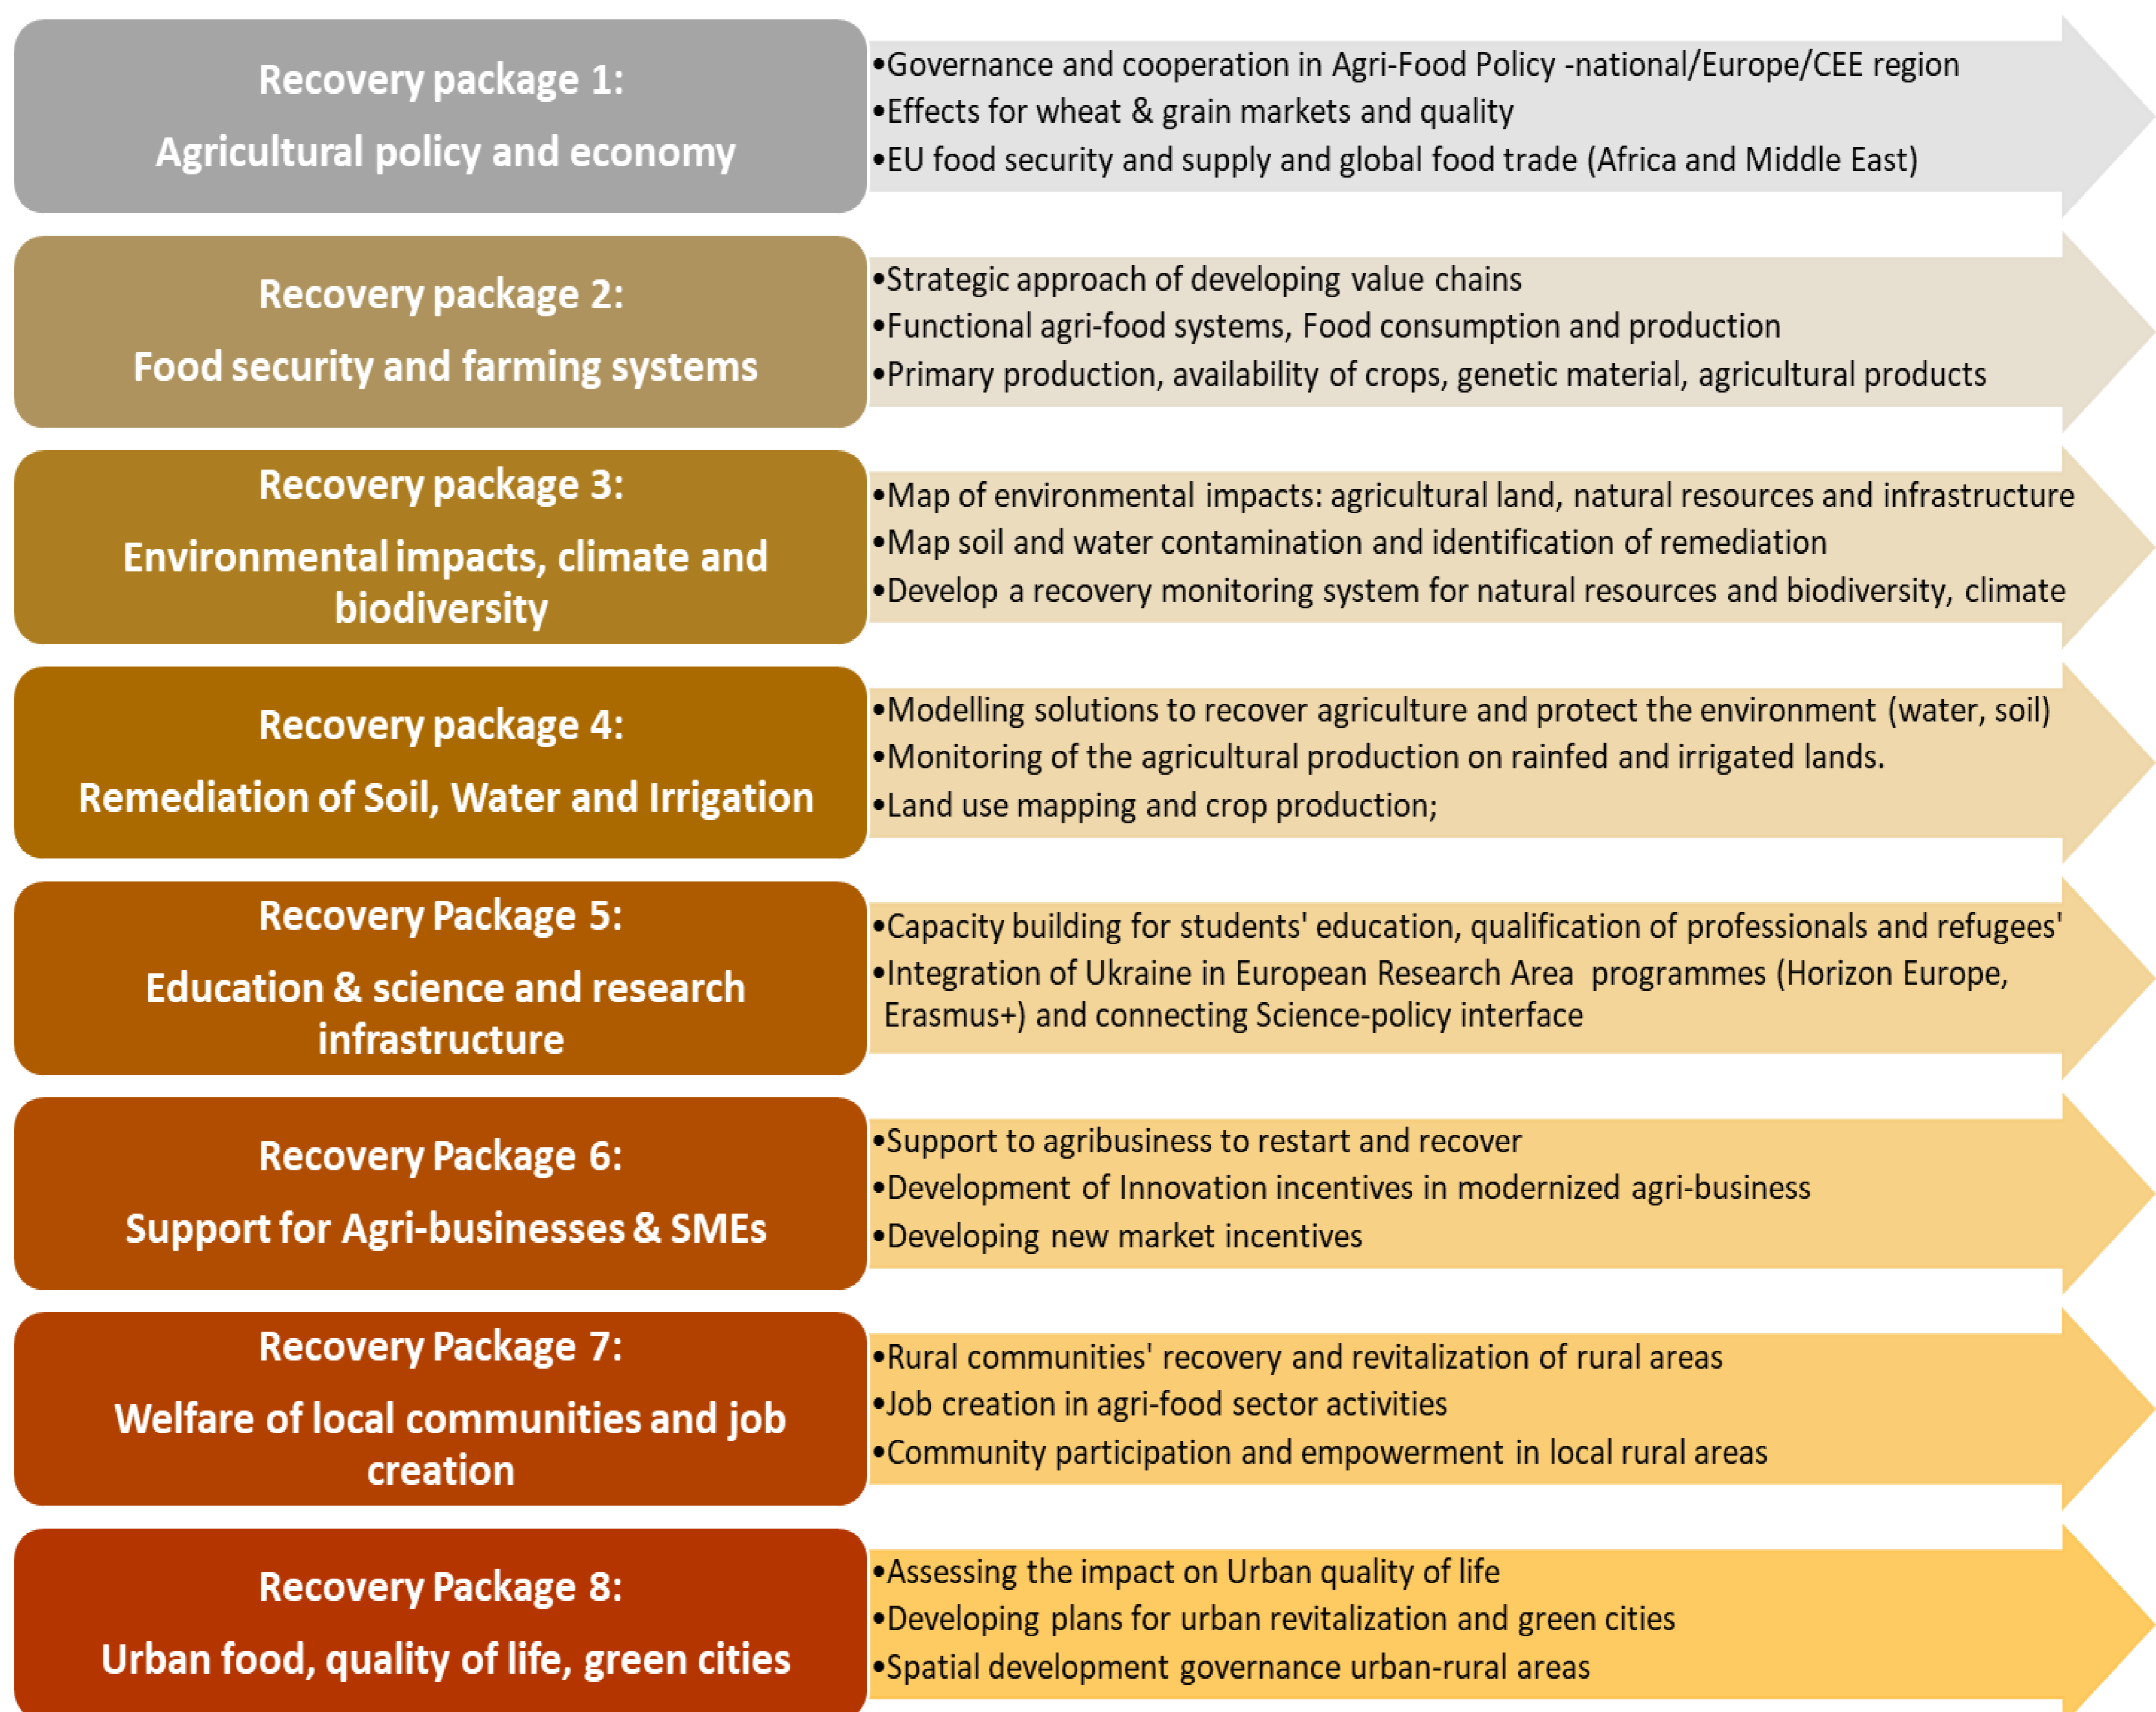 Recovery package 1:
Agricultural policy and economy
•Governance and cooperation in Agri-Food Policy -national/Europe/CEE region
•Effects for wheat & grain markets and quality
•EU food security and supply and global food trade (Africa and Middle East)
Recovery package 2:
Food security and farming systems
•Strategic approach of developing value chains
•Functional agri-food systems, Food consumption and production
•Primary production, availability of crops, genetic material, agricultural products
Recovery package 3:
Environmental impacts, climate and
biodiversity
•Map of environmental impacts: agricultural land, natural resources and infrastructure
•Map soil and water contamination and identification of remediation
•Develop a recovery monitoring system for natural resources and biodiversity, climate
Recovery package 4:
Remediation of Soil, Water and Irrigation
•Modelling solutions to recover agriculture and protect the environment (water, soil)
•Monitoring of the agricultural production on rainfed and irrigated lands.
•Land use mapping and crop production;
Recovery Package 5:
Education & science and research
infrastructure
•Capacity building for students' education, qualification of professionals and refugees'
•Integration of Ukraine in European Research Area programmes (Horizon Europe,
Erasmus+) and connecting Science-policy interface
Recovery Package 6:
Support for Agri-businesses & SMEs
•Support to agribusiness to restart and recover
•Development of Innovation incentives in modernized agri-business
•Developing new market incentives
Recovery Package 7:
Welfare of local communities and job
creation
•Rural communities' recovery and revitalization of rural areas
•Job creation in agri-food sector activities
•Community participation and empowerment in local rural areas
Recovery Package 8:
Urban food, quality of life, green cities
•Assessing the impact on Urban quality of life
•Developing plans for urban revitalization and green cities
•Spatial development governance urban-rural areas